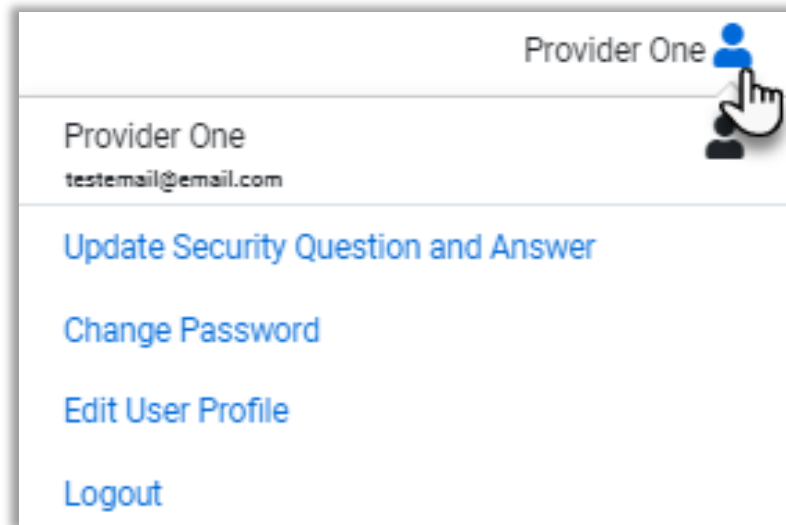 Provider One
Provider One
testemail@email.com
Update Security Question and Answer
Change Password
Edit User Profile
Logout